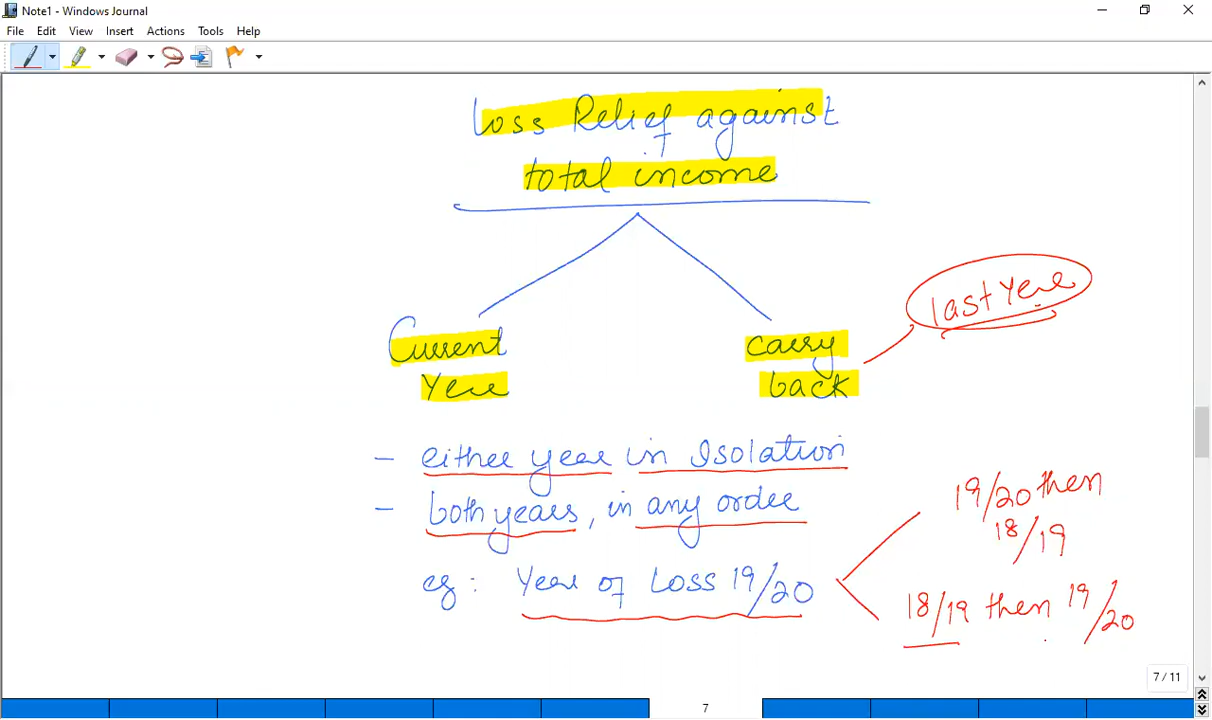 Note1 - Windows Journal
File Edit View Insert Actions Tools Help
Loss Relief against
total income
last Year
Current
Year
carry
back
- either year in Isolation
- both years, in any order
19/20 then
18/19
eg: Year of Loss 19/20
18/19 then 19/20
7/11
7